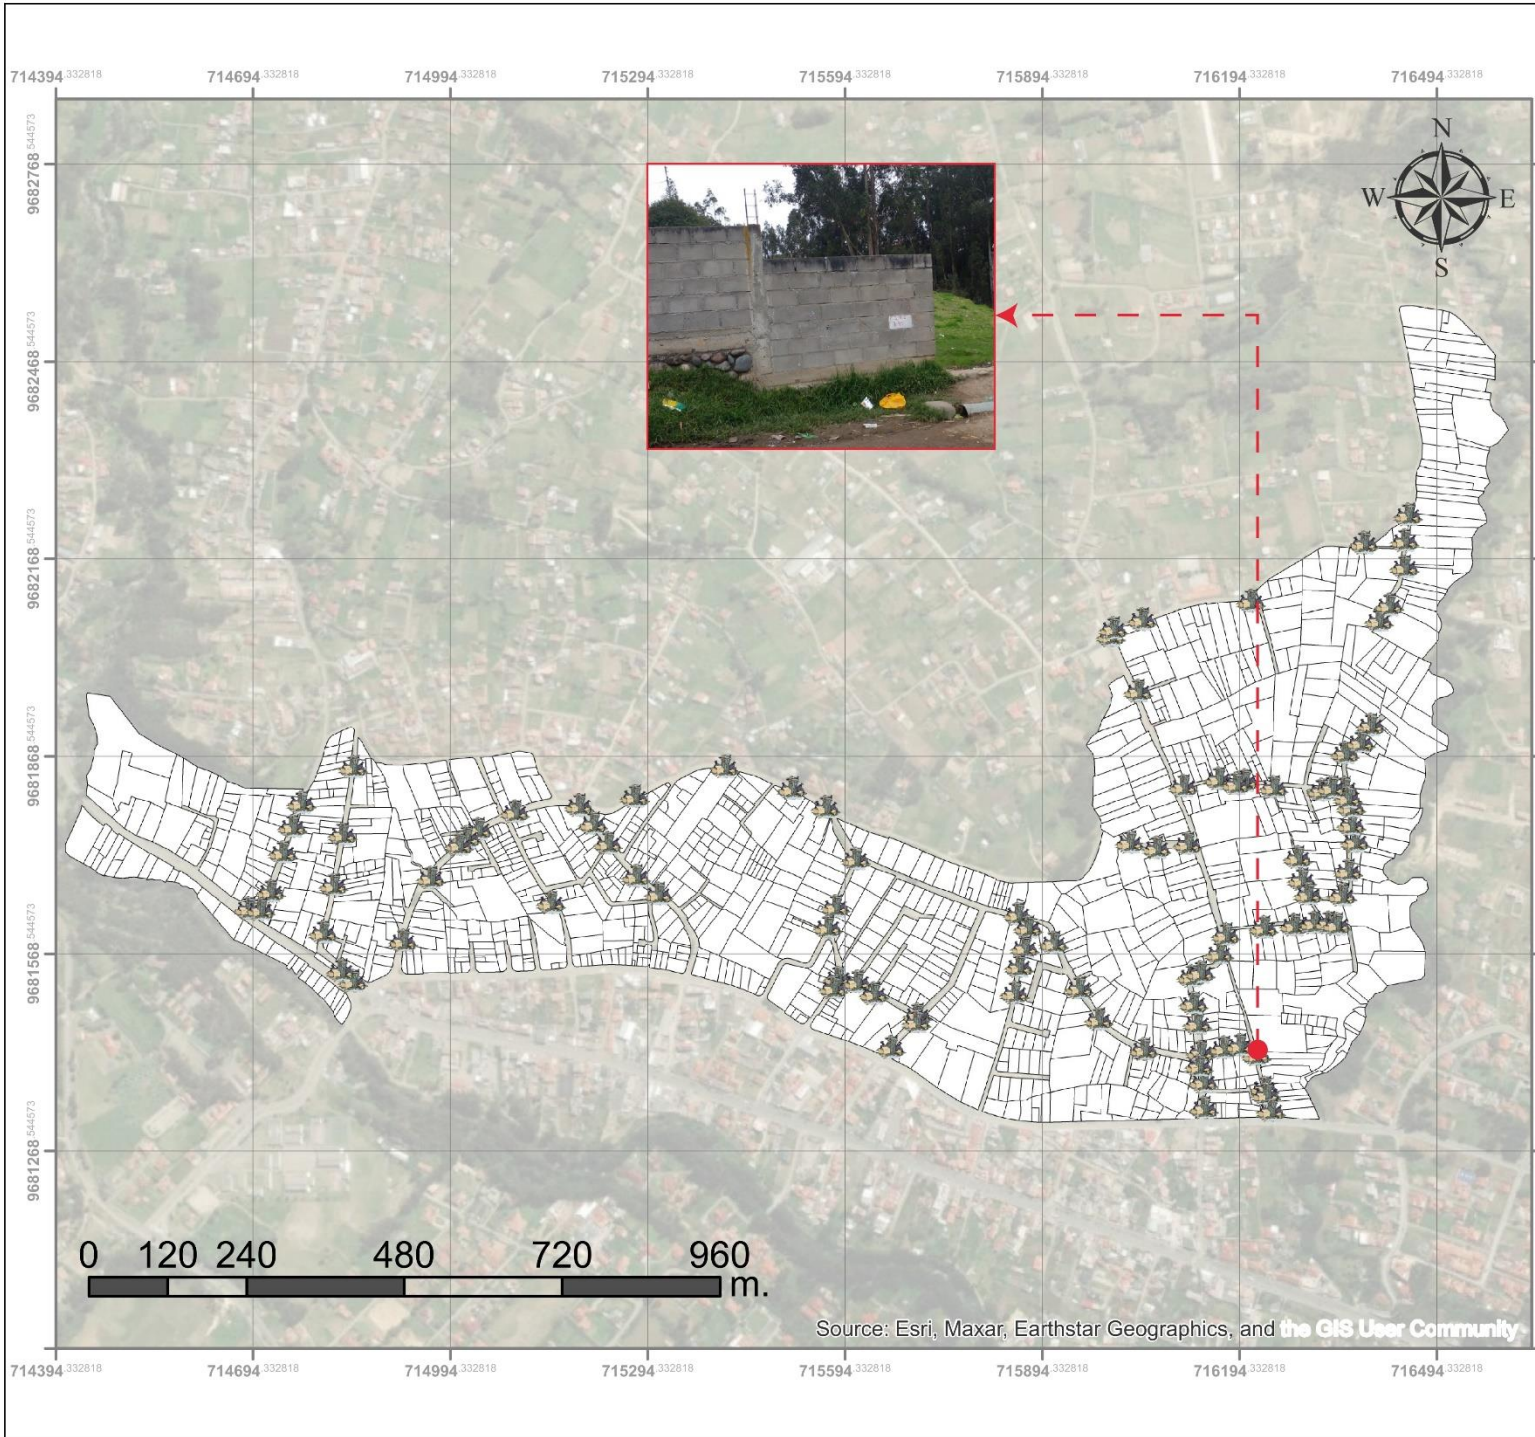 714394.332818 714694.332818 714994.332818 715294.332818 715594.332818 715894.332818 716194.332818 716494.332818
9682768.544573
9682468.544573
9682168.544573
9681868.544573
9681568.544573
9681268.544573
N
W E
S
0 120 240 480 720 960
m.
Source: Esri, Maxar, Earthstar Geographics, and the GIS User Community
714394.332818 714694.332818 714994.332818 715294.332818 715594.332818 715894.332818 716194.332818 716494.332818